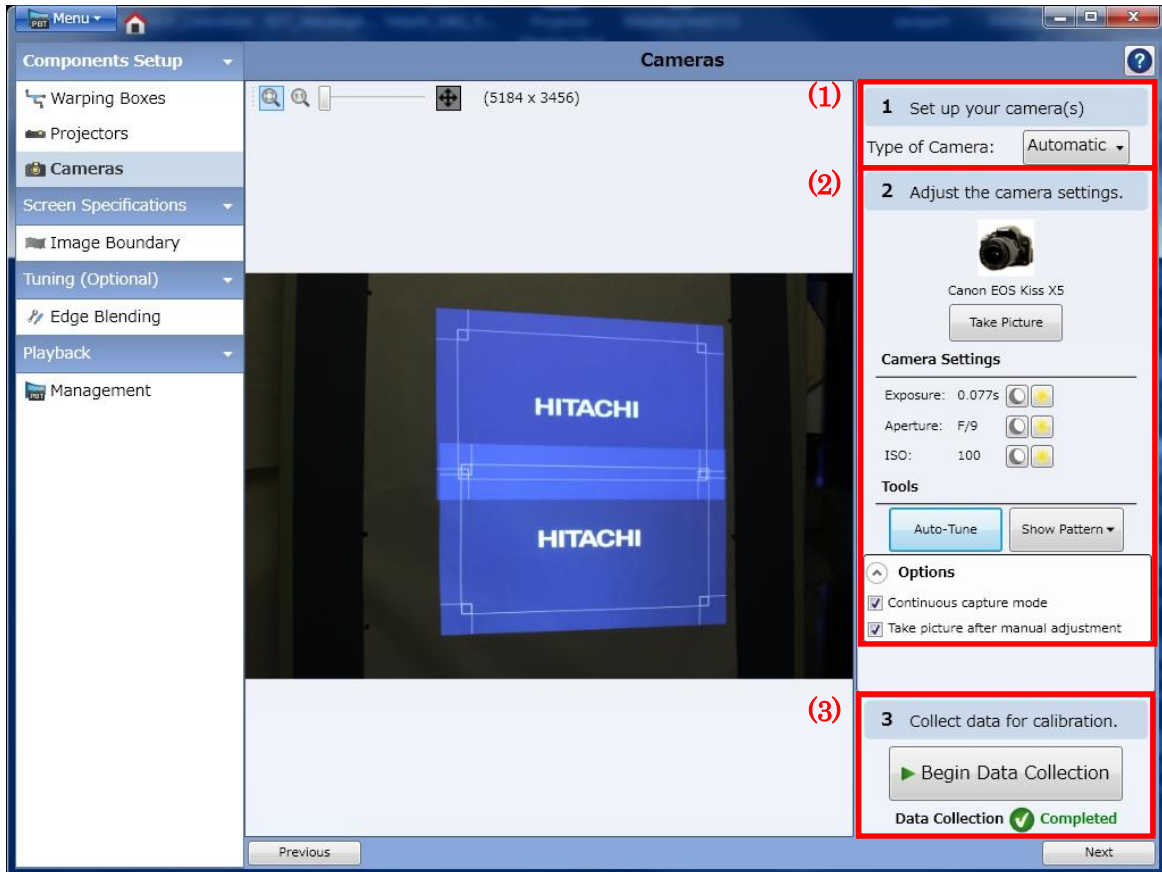 PBT Menu
Cameras
Components Setup
Warping Boxes
Projectors
Cameras
Screen Specifications
Image Boundary
Tuning (Optional)
Edge Blending
Playback
PBT Management
1:1
(5184 x 3456)
HITACHI
HITACHI
(1)
1 Set up your camera(s)
Type of Camera: Automatic
(2)
2 Adjust the camera settings.
Canon EOS Kiss X5
Take Picture
Camera Settings
Exposure: 0.077s
Aperture: F/9
ISO: 100
Tools
Auto-Tune Show Pattern
Options
Continuous capture mode
Take picture after manual adjustment
(3)
3 Collect data for calibration.
Begin Data Collection
Data Collection Completed
Previous Next